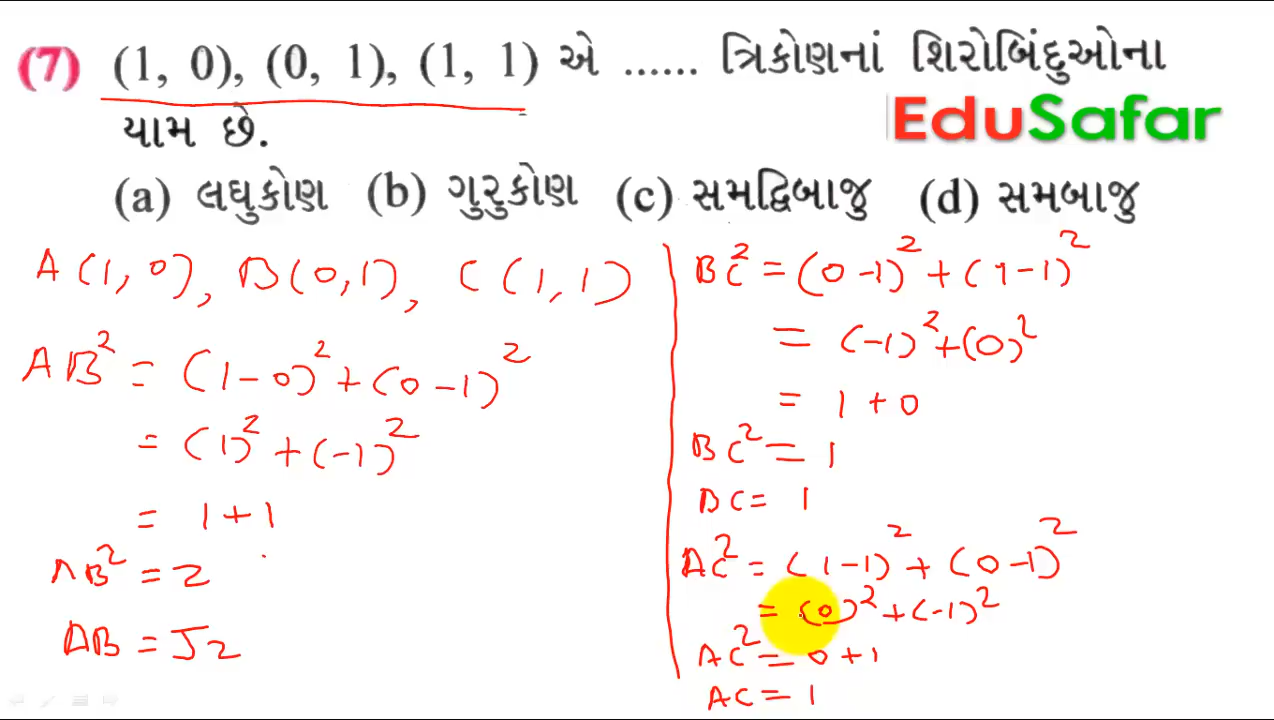 (7) (1, 0), (0, 1), (1, 1) એ ...... ત્રિકોણનાં શિરોબિંદુઓના
યામ છે.
EduSafar
(a) લઘુકોણ (b) ગુરુકોણ (c) સમદ્વિબાજુ (d) સમબાજુ
A(1, 0), B(0, 1), C(1, 1)
AB² = (1-0)² + (0-1)²
= (1)² + (-1)²
= 1 + 1
AB² = 2
AB = √2
BC² = (0-1)² + (1-1)²
= (-1)² + (0)²
= 1 + 0
BC² = 1
BC = 1
AC² = (1-1)² + (0-1)²
= (0)² + (-1)²
AC² = 0 + 1
AC = 1